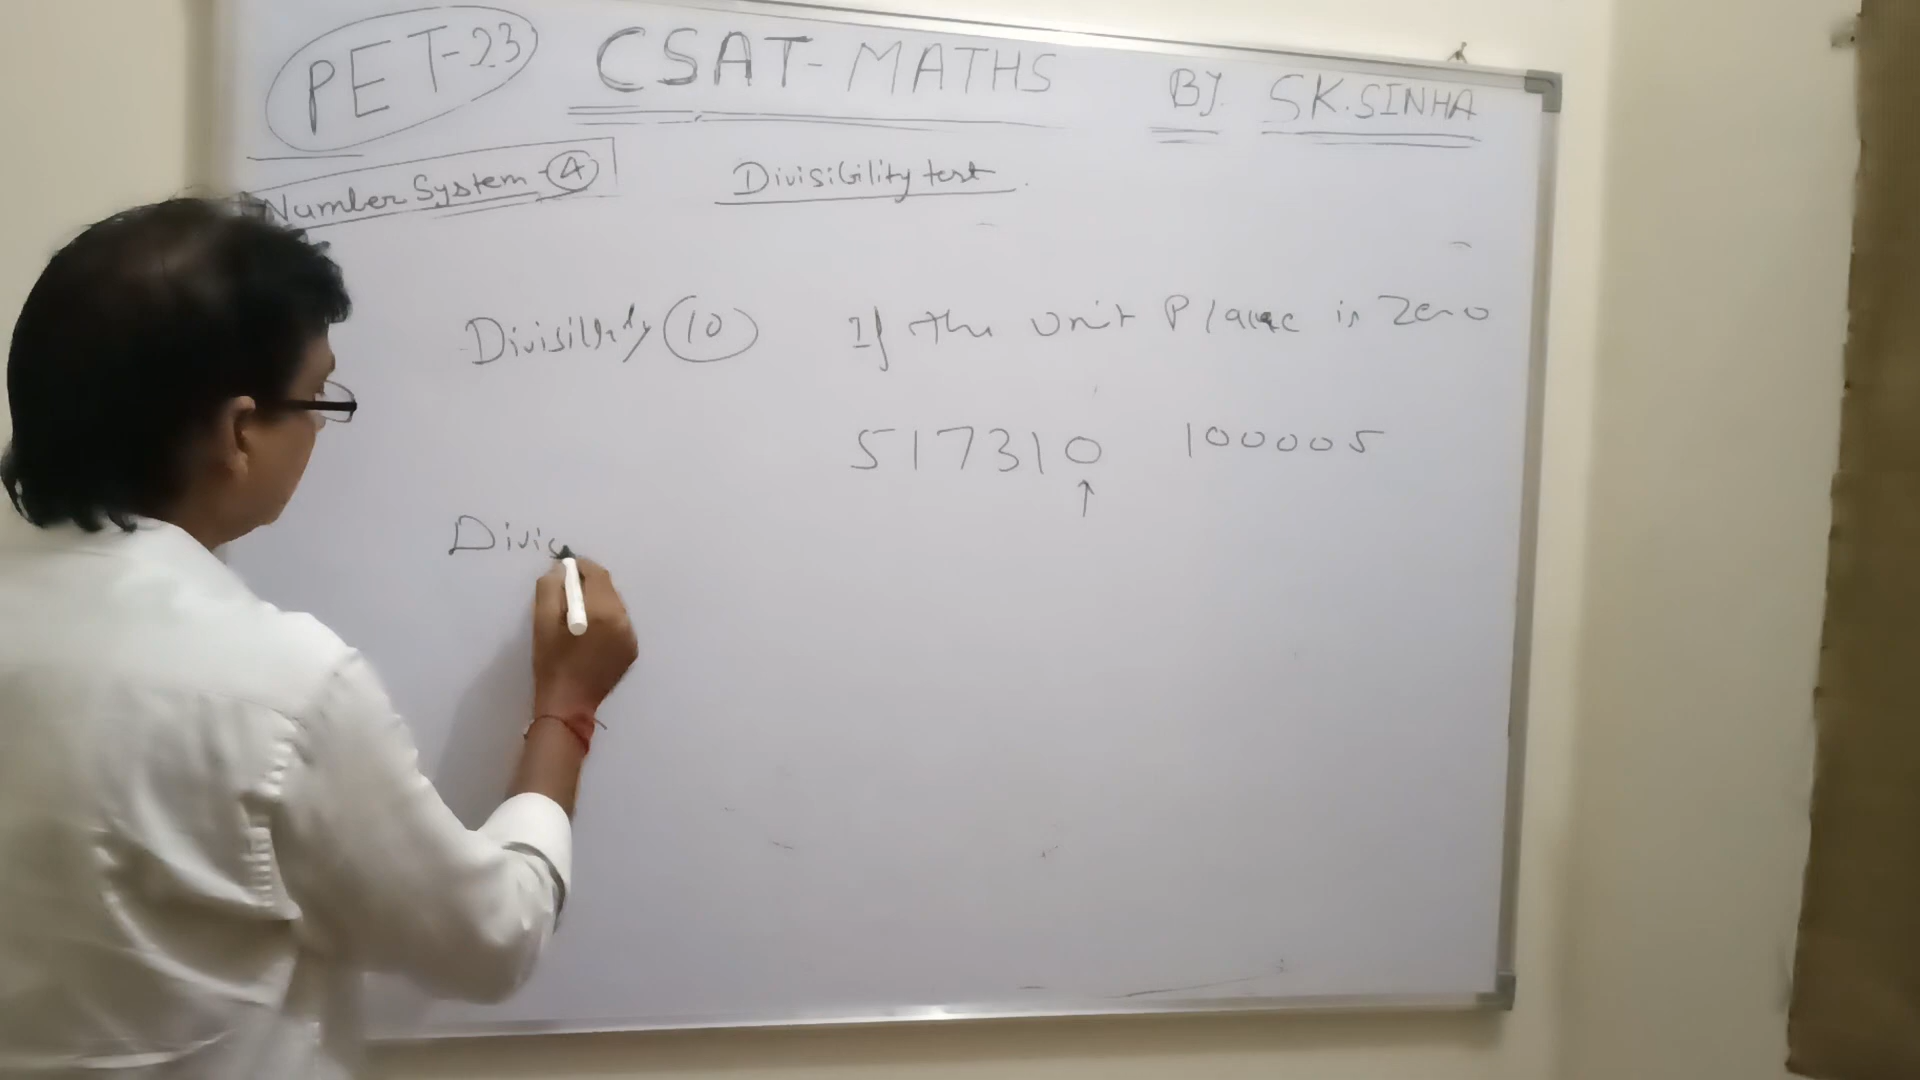 PET-23 CSAT-MATHS BY SK.SINHA
Number System-4 Divisibility test
Divisibility 10 If the Unit Place is Zero
517310 100005
↑
Divis